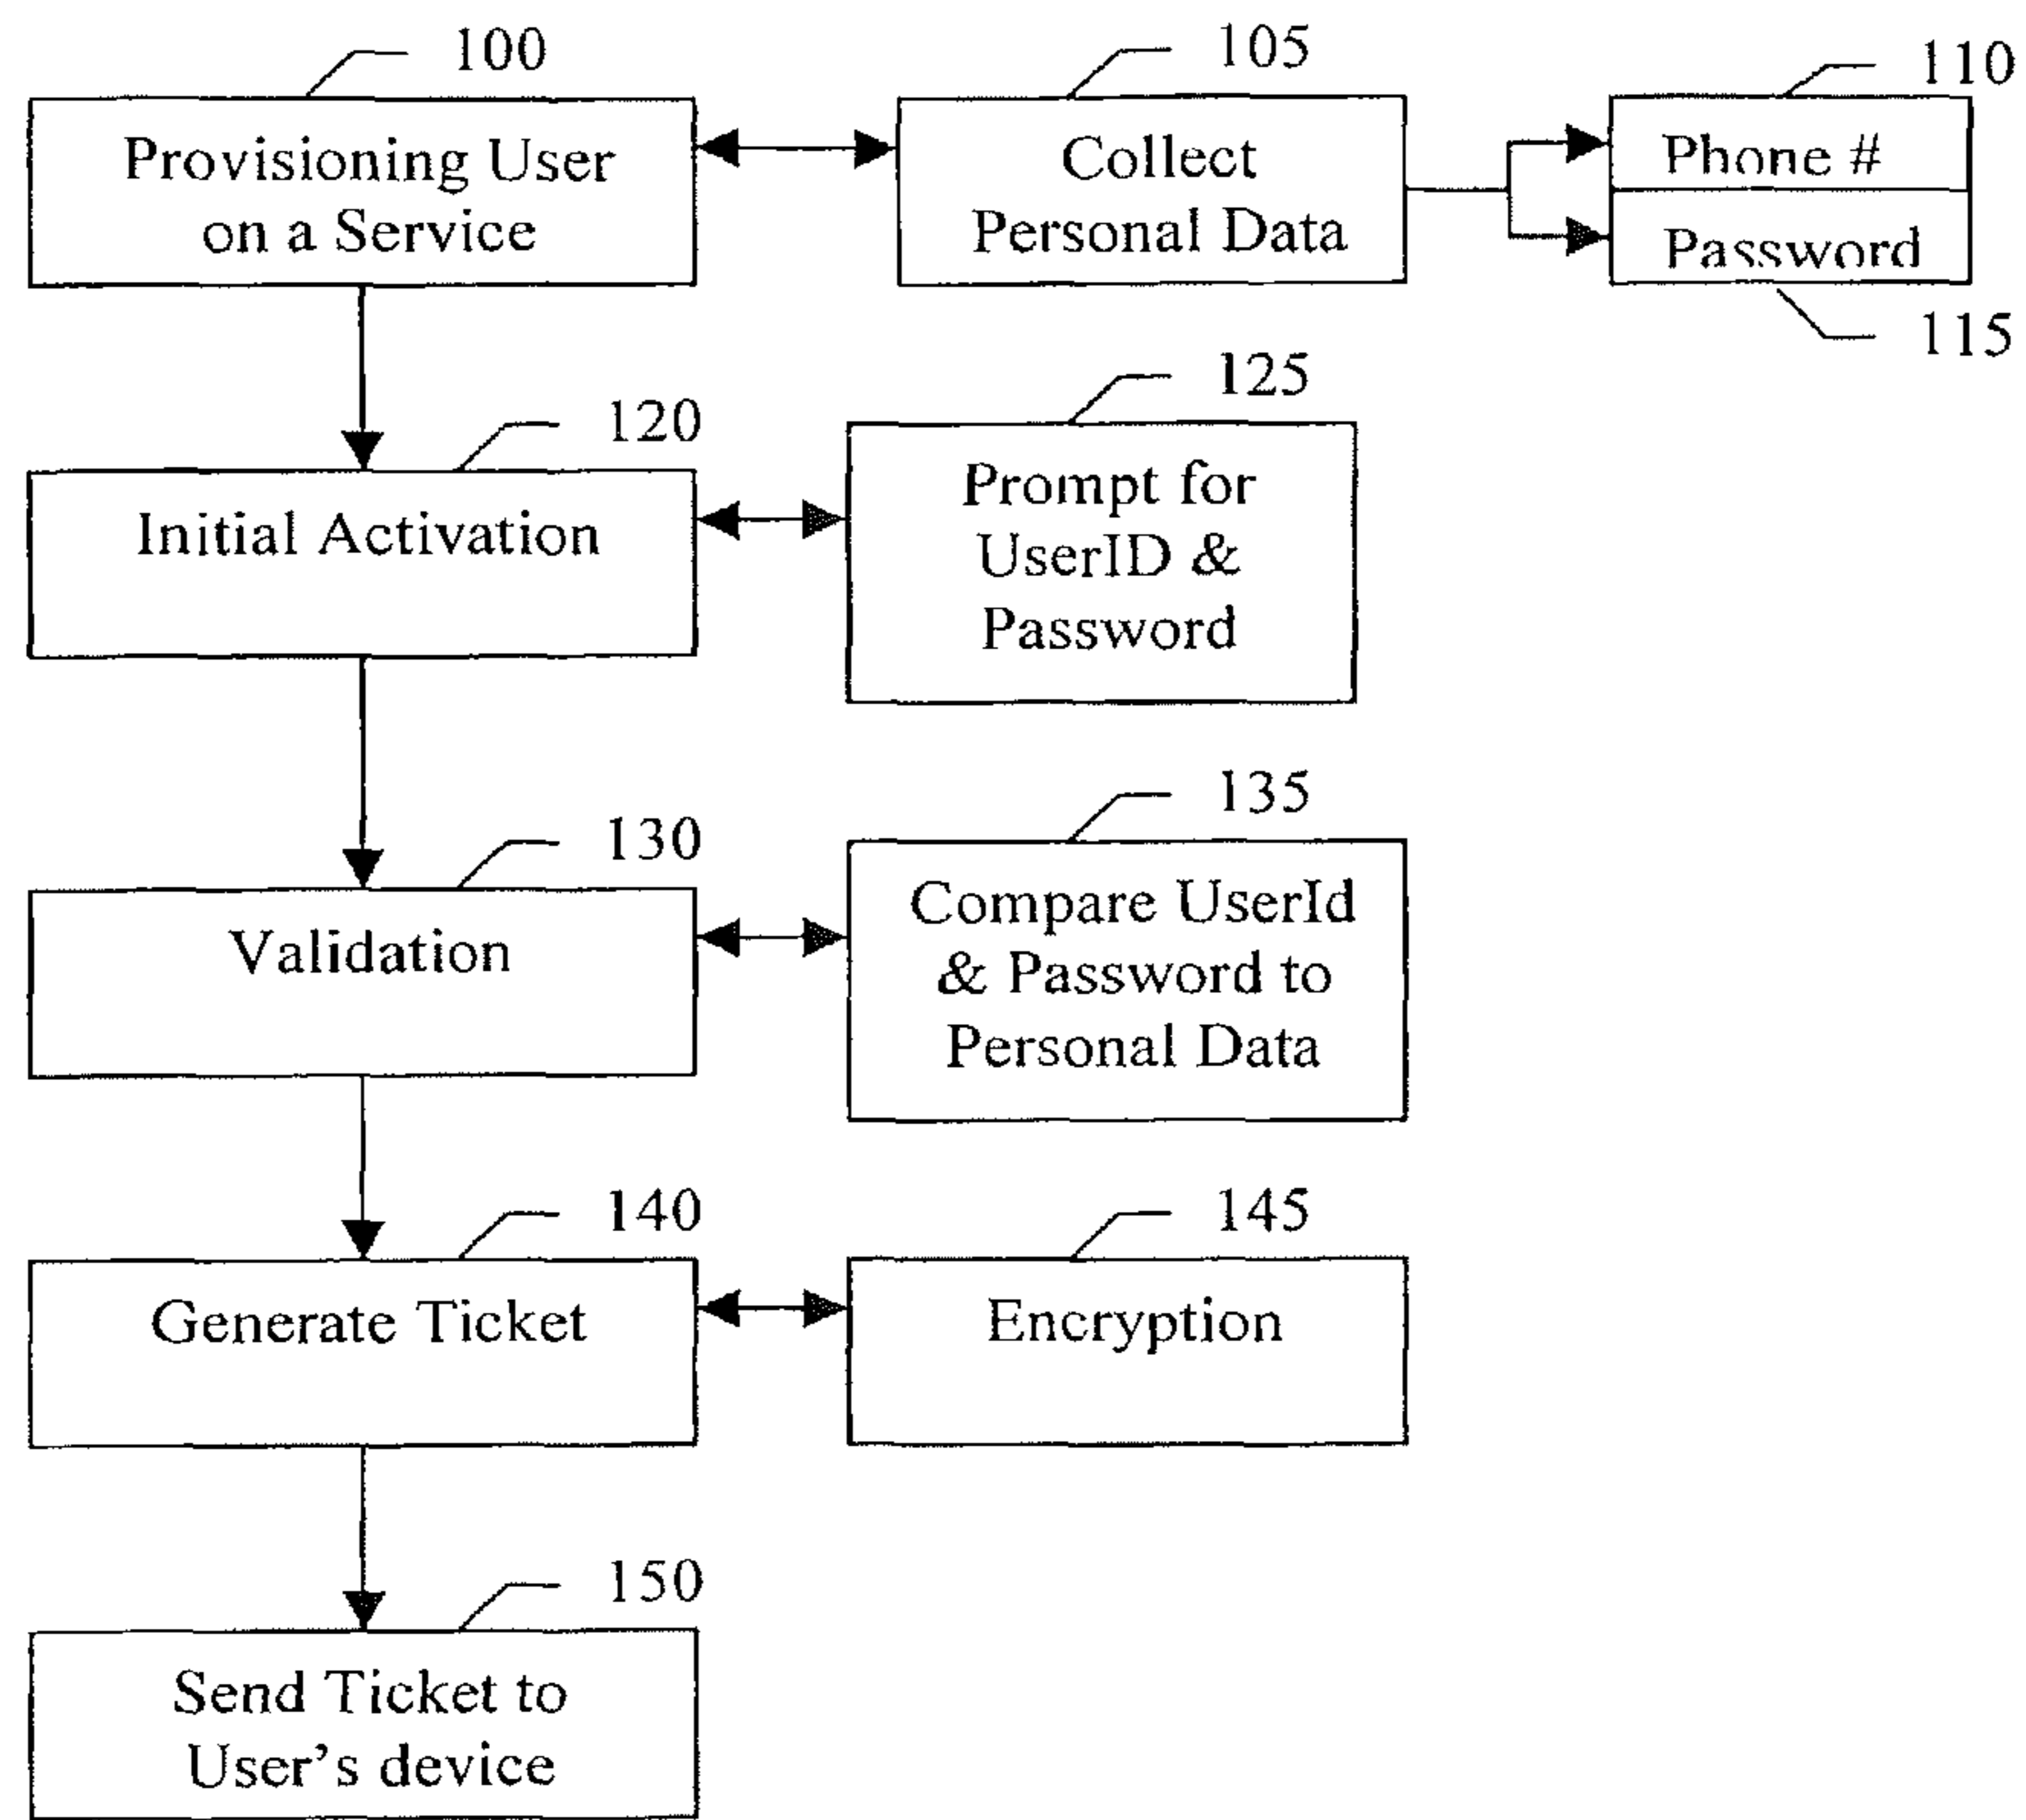 100
Provisioning User
on a Service
105
Collect
Personal Data
110
Phone #
Password
115
120
Initial Activation
125
Prompt for
UserID &
Password
130
Validation
135
Compare UserId
& Password to
Personal Data
140
Generate Ticket
145
Encryption
150
Send Ticket to
User's device